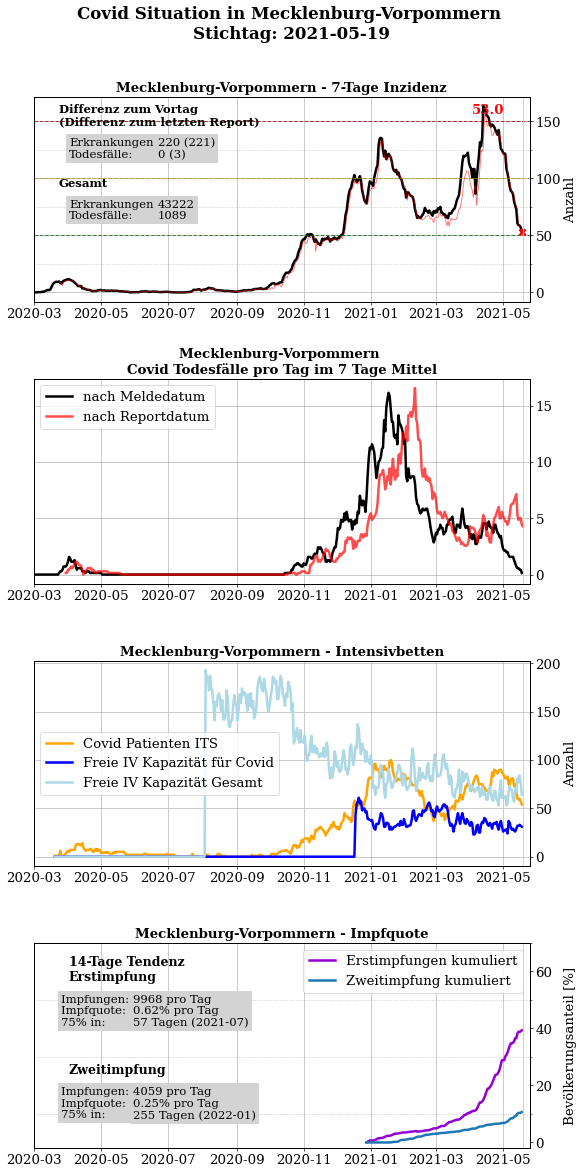 Covid Situation in Mecklenburg-Vorpommern
Stichtag: 2021-05-19
Mecklenburg-Vorpommern - 7-Tage Inzidenz
Differenz zum Vortag
(Differenz zum letzten Report)
Erkrankungen 220 (221)
Todesfälle: 0 (3)
Gesamt
Erkrankungen 43222
Todesfälle: 1089
150
100
50
0
Anzahl
2020-03 2020-05 2020-07 2020-09 2020-11 2021-01 2021-03 2021-05
Mecklenburg-Vorpommern
Covid Todesfälle pro Tag im 7 Tage Mittel
nach Meldedatum
nach Reportdatum
15
10
5
0
2020-03 2020-05 2020-07 2020-09 2020-11 2021-01 2021-03 2021-05
Mecklenburg-Vorpommern - Intensivbetten
Covid Patienten ITS
Freie IV Kapazität für Covid
Freie IV Kapazität Gesamt
200
150
100
50
0
Anzahl
2020-03 2020-05 2020-07 2020-09 2020-11 2021-01 2021-03 2021-05
Mecklenburg-Vorpommern - Impfquote
14-Tage Tendenz
Erstimpfung
Impfungen: 9968 pro Tag
Impfquote: 0.62% pro Tag
75% in: 57 Tagen (2021-07)
Zweitimpfung
Impfungen: 4059 pro Tag
Impfquote: 0.25% pro Tag
75% in: 255 Tagen (2022-01)
Erstimpfungen kumuliert
Zweitimpfung kumuliert
60
40
20
0
Bevölkerungsanteil [%]
2020-03 2020-05 2020-07 2020-09 2020-11 2021-01 2021-03 2021-05